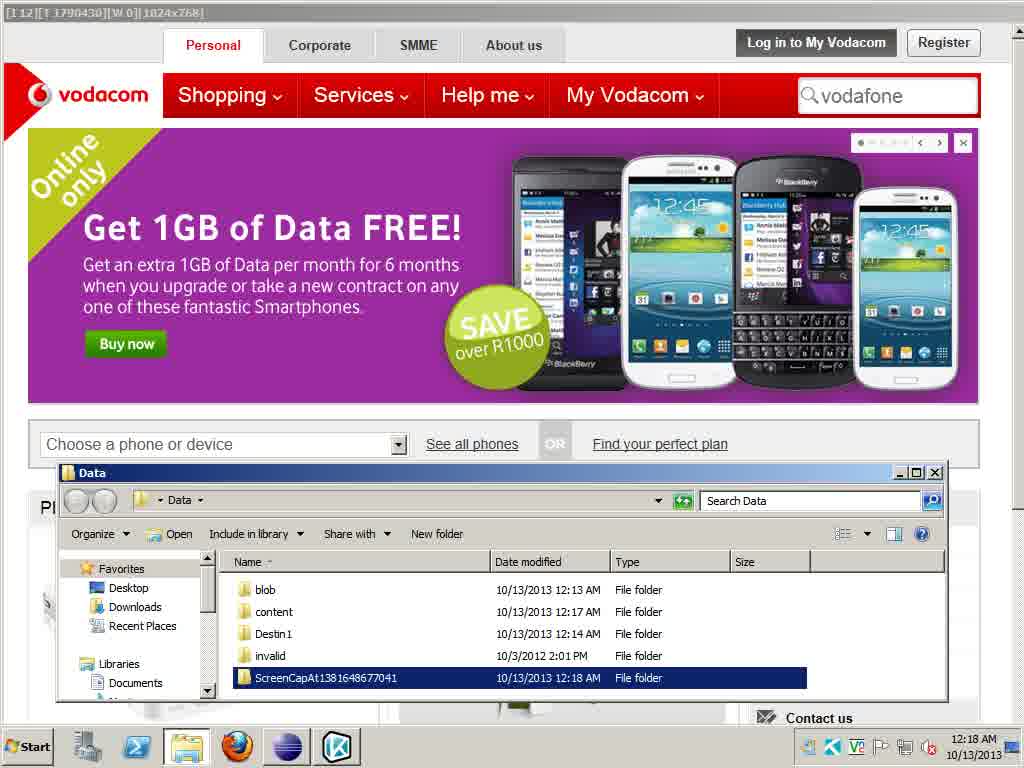 [I 12][T 1790430][W 0][1024x768]
Personal Corporate SMME About us Log in to My Vodacom Register
vodacom Shopping Services Help me My Vodacom vodafone
Online only
Get 1GB of Data FREE!
Get an extra 1GB of Data per month for 6 months
when you upgrade or take a new contract on any
one of these fantastic Smartphones.
Buy now
SAVE
over R1000
BlackBerry
SAMSUNG
12:45
BlackBerry
12:45
Choose a phone or device See all phones OR Find your perfect plan
Data
Data Search Data
Organize Open Include in library Share with New folder
Name Date modified Type Size
Favorites
Desktop
Downloads
Recent Places
Libraries
Documents
blob 10/13/2013 12:13 AM File folder
content 10/13/2013 12:17 AM File folder
Destin1 10/13/2013 12:14 AM File folder
invalid 10/3/2012 2:01 PM File folder
ScreenCapAt1381648677041 10/13/2013 12:18 AM File folder
Contact us
Start 12:18 AM
10/13/2013